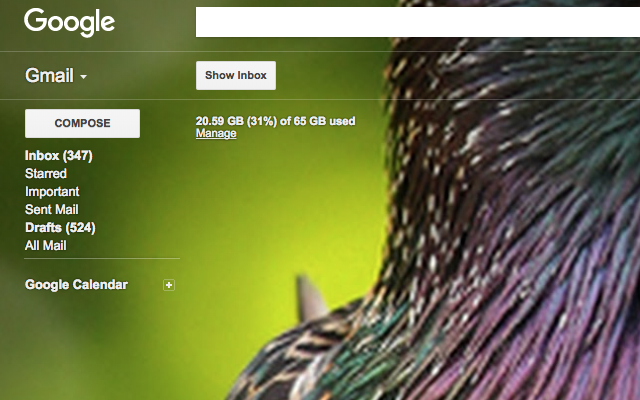 Google
Gmail
Show Inbox
COMPOSE
20.59 GB (31%) of 65 GB used
Manage
Inbox (347)
Starred
Important
Sent Mail
Drafts (524)
All Mail
Google Calendar